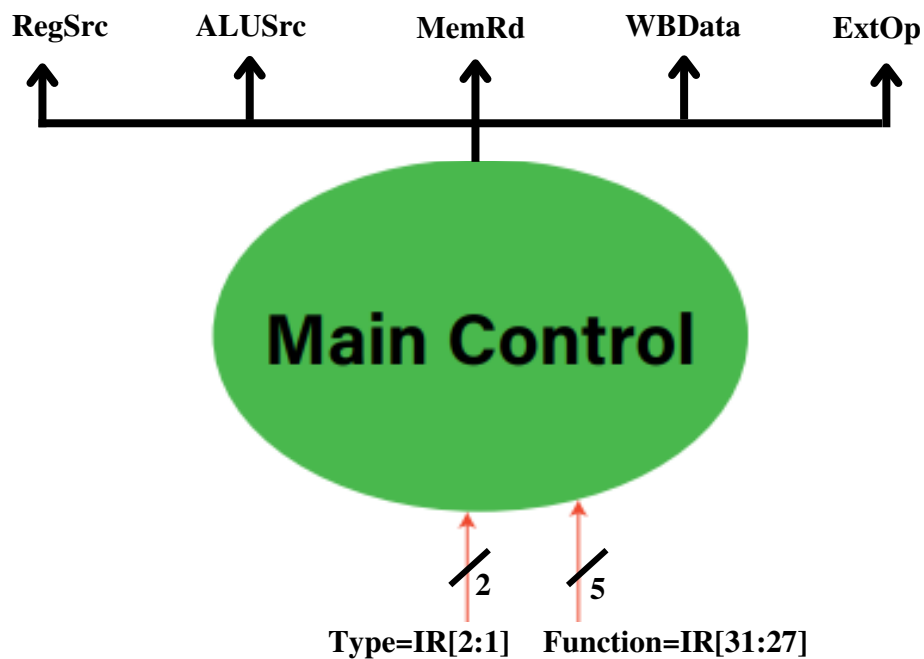 RegSrc ALUSrc MemRd WBData ExtOp
Main Control
2 5
Type=IR[2:1] Function=IR[31:27]